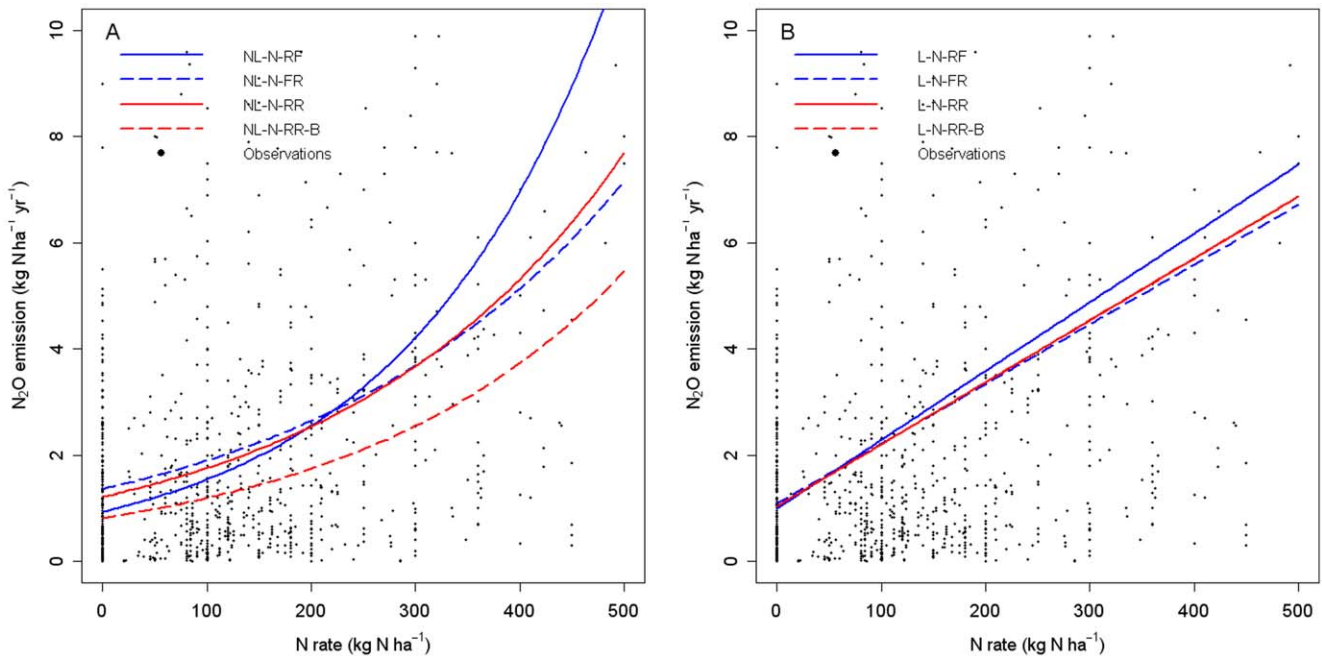 A
NL-N-RF
NL-N-FR
NL-N-RR
NL-N-RR-B
Observations
N₂O emission (kg N ha⁻¹ yr⁻¹)
10
8
6
4
2
0
0 100 200 300 400 500
N rate (kg N ha⁻¹)
B
L-N-RF
L-N-FR
L-N-RR
L-N-RR-B
Observations
N₂O emission (kg N ha⁻¹ yr⁻¹)
10
8
6
4
2
0
0 100 200 300 400 500
N rate (kg N ha⁻¹)